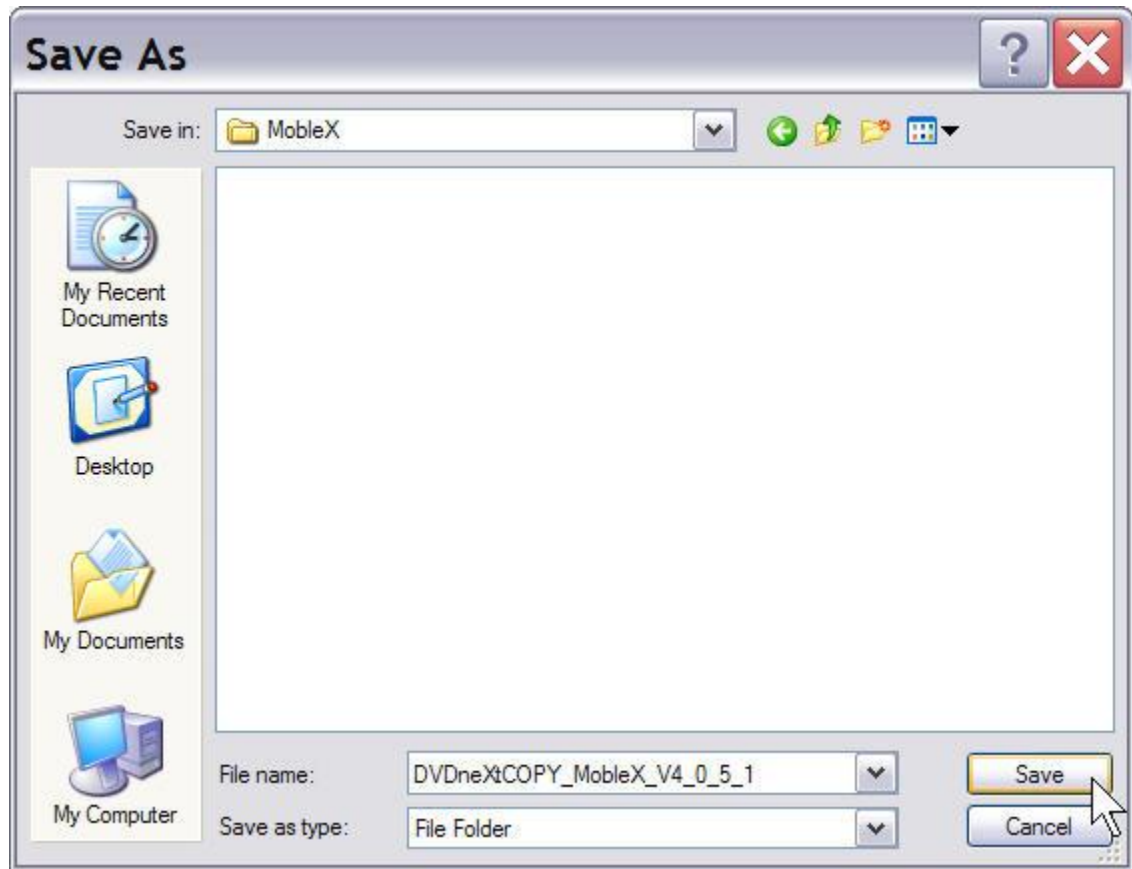 Save As
Save in:
MobleX
My Recent
Documents
Desktop
My Documents
My Computer
File name:
DVDneXtCOPY_MobleX_V4_0_5_1
Save
Save as type:
File Folder
Cancel